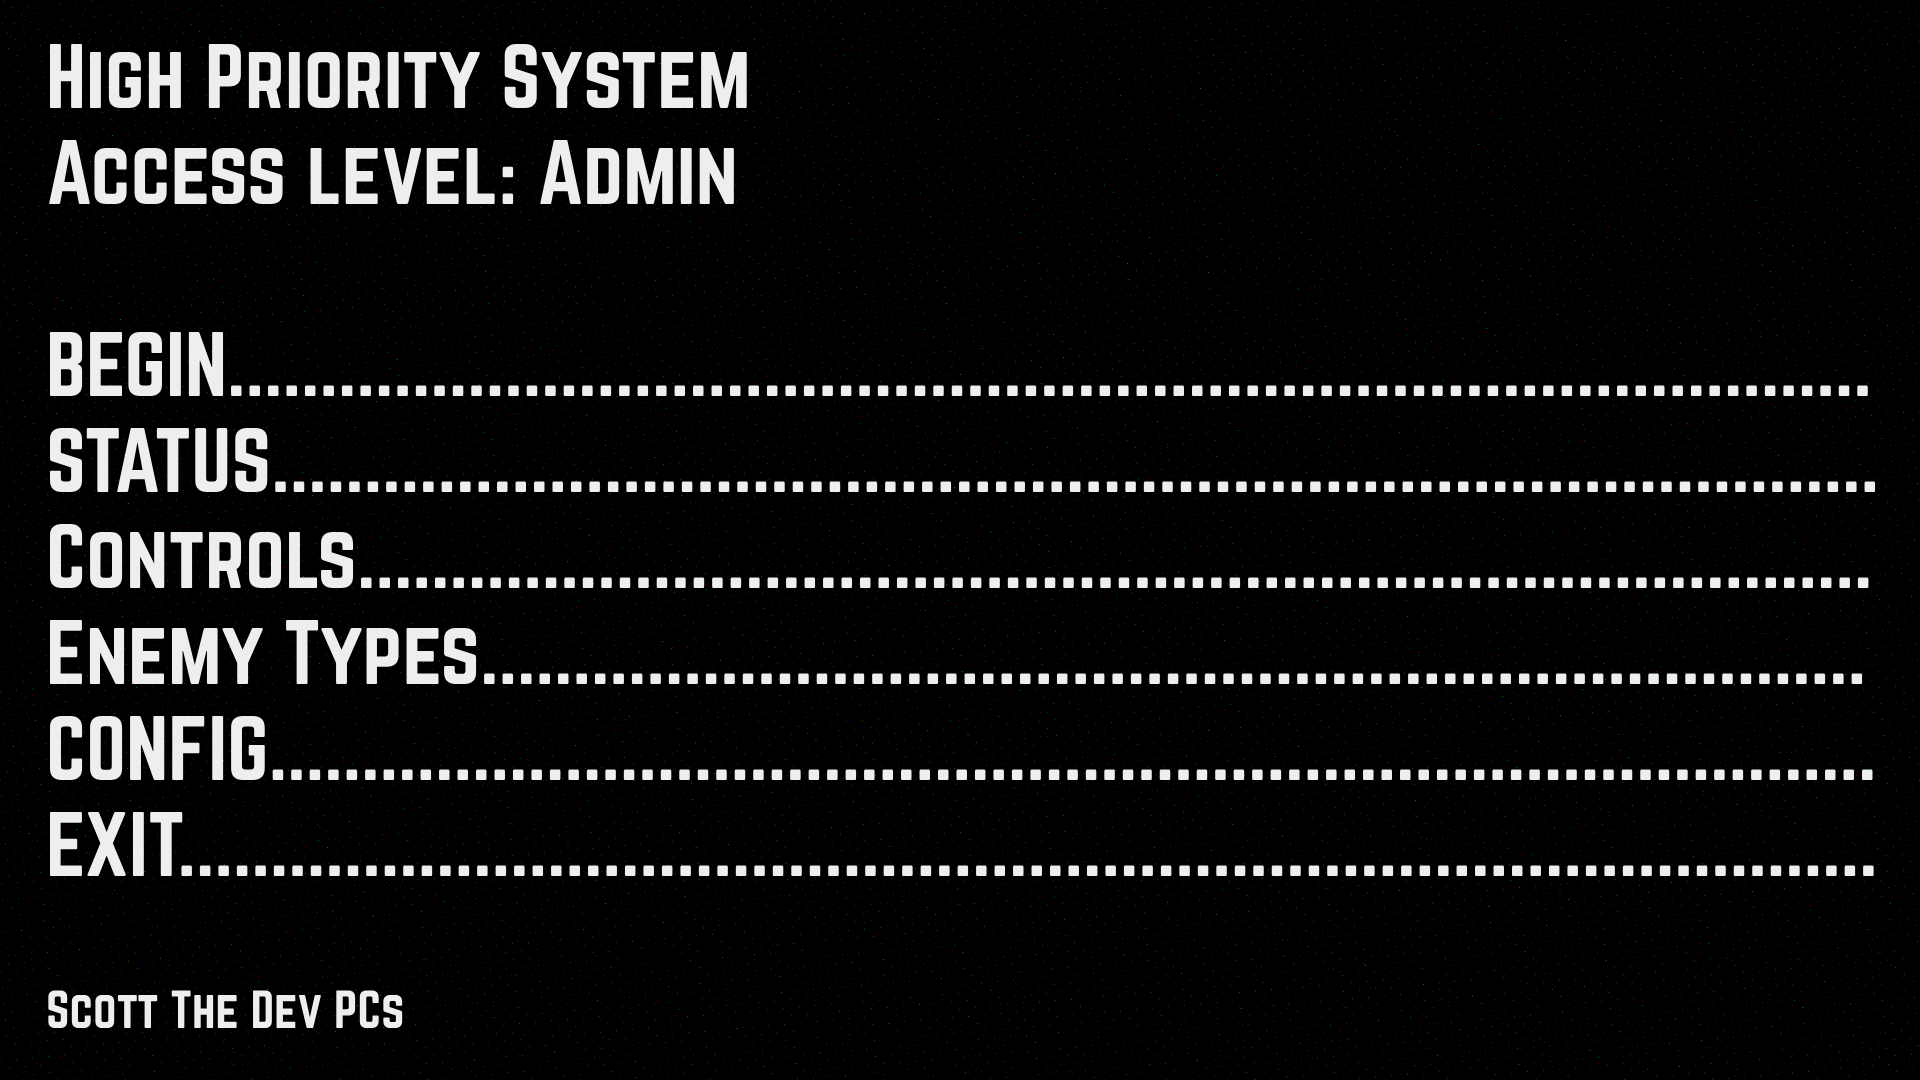 High Priority System
Access level: Admin
BEGIN.........................................................................................
STATUS.......................................................................................
Controls..................................................................................
Enemy Types...........................................................................
CONFIG.......................................................................................
EXIT............................................................................................
Scott The Dev PCs